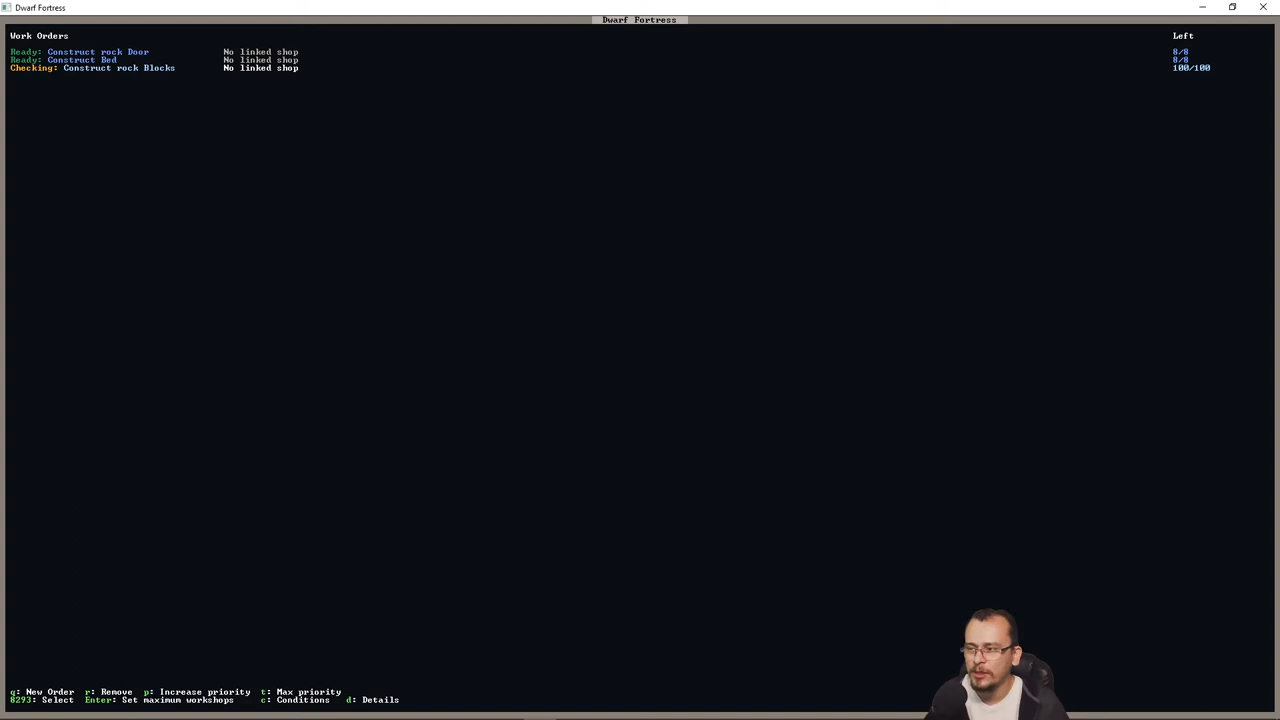 Dwarf Fortress
Dwarf Fortress
Work Orders Left
Ready: Construct rock Door No linked shop 8/8
Ready: Construct Bed No linked shop 8/8
Checking: Construct rock Blocks No linked shop 100/100
q: New Order r: Remove p: Increase priority t: Max priority
8293: Select Enter: Set maximum workshops c: Conditions d: Details